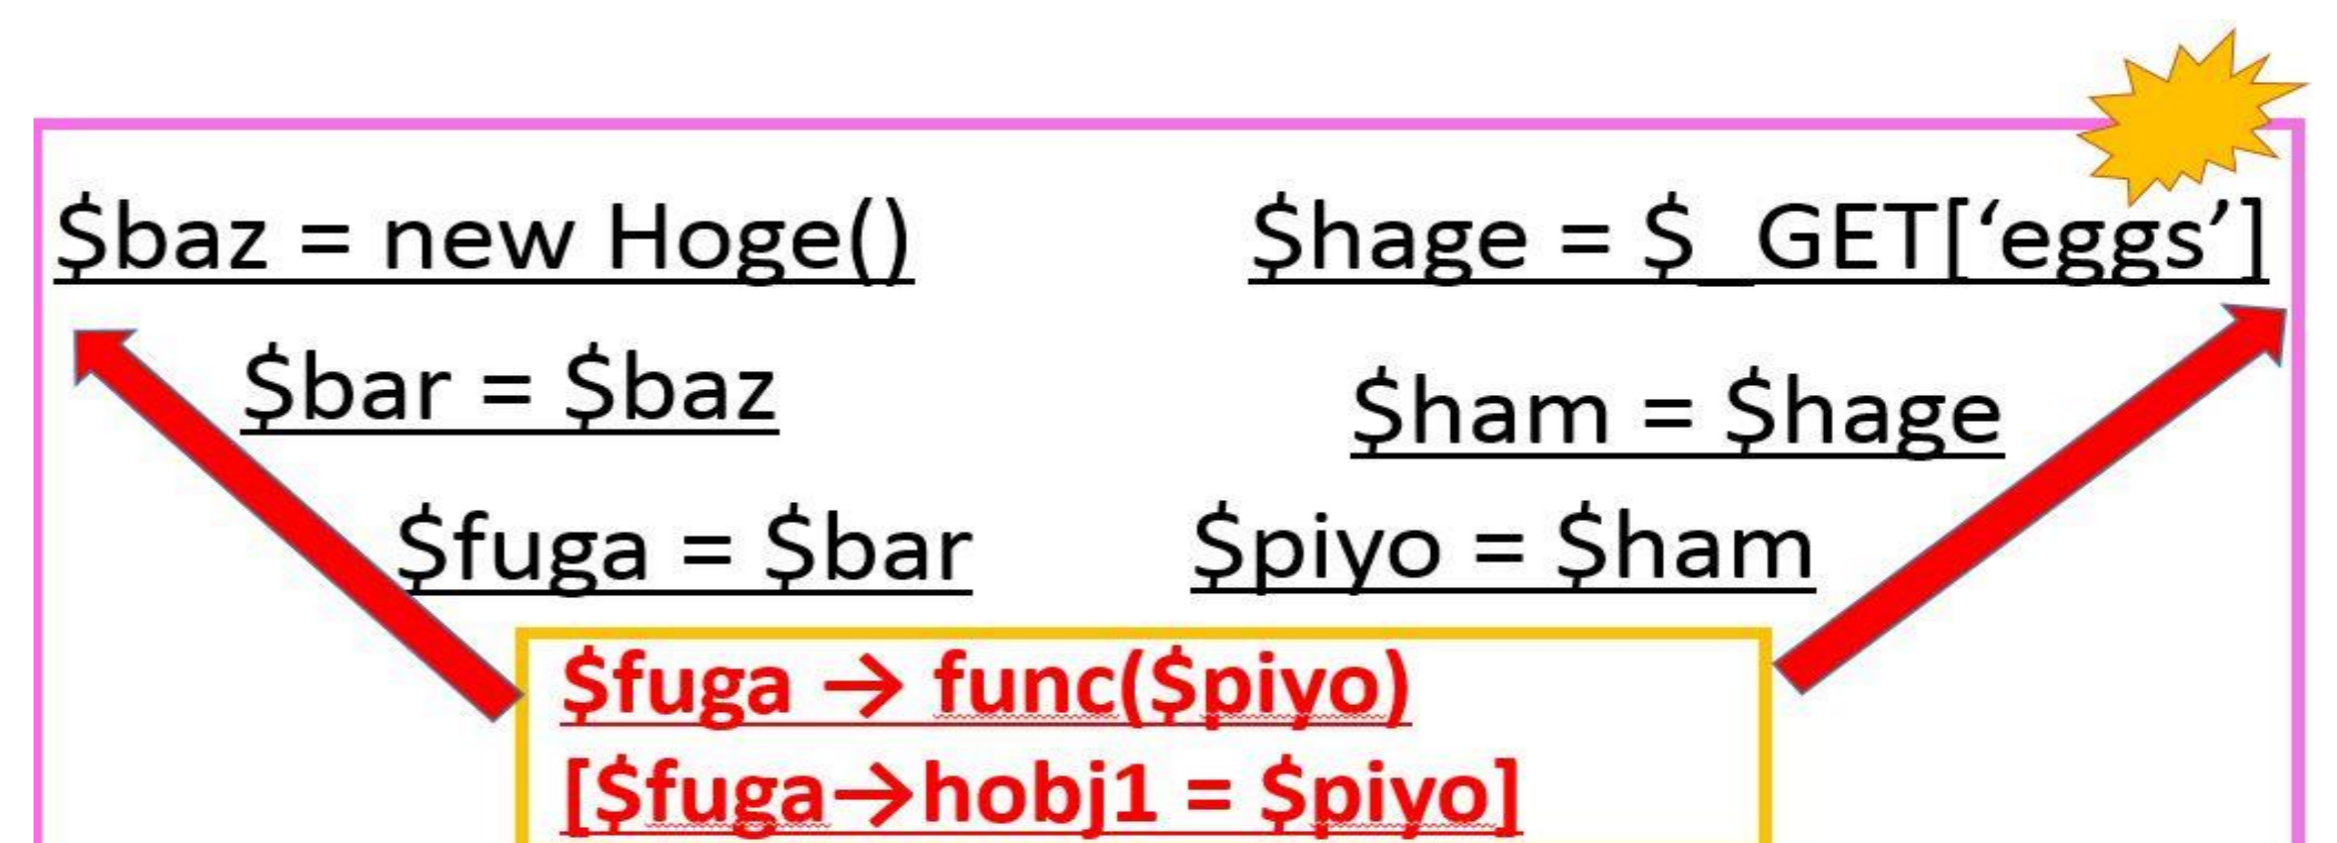 $baz = new Hoge()
$hage = $_GET[‘eggs’]
$bar = $baz
$ham = $hage
$fuga = $bar
$piyo = $ham
$fuga → func($piyo)
[$fuga→hobj1 = $piyo]